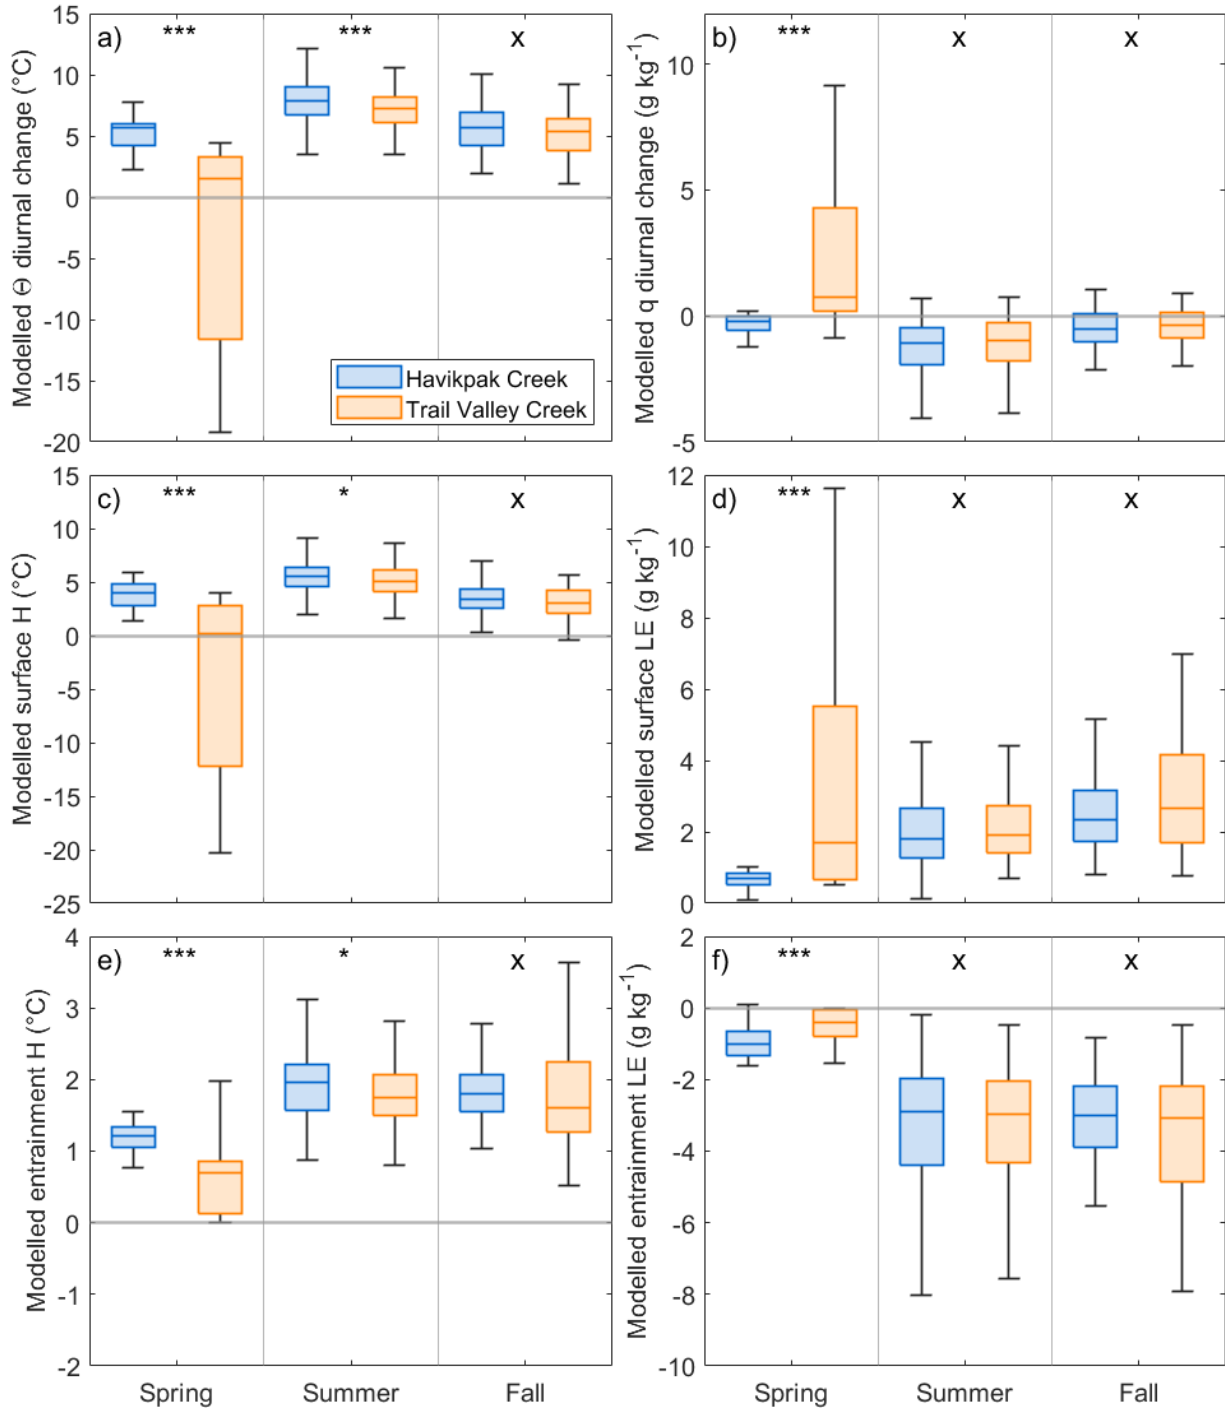 a)
***
***
x
Modelled Θ diurnal change (°C)
15
10
5
0
-5
-10
-15
-20
Havikpak Creek
Trail Valley Creek
b)
***
x
x
Modelled q diurnal change (g kg⁻¹)
10
5
0
-5
c)
***
*
x
Modelled surface H (°C)
15
10
5
0
-5
-10
-15
-20
-25
d)
***
x
x
Modelled surface LE (g kg⁻¹)
12
10
8
6
4
2
0
e)
***
*
x
Modelled entrainment H (°C)
4
3
2
1
0
-1
-2
Spring
Summer
Fall
f)
***
x
x
Modelled entrainment LE (g kg⁻¹)
2
0
-2
-4
-6
-8
-10
Spring
Summer
Fall